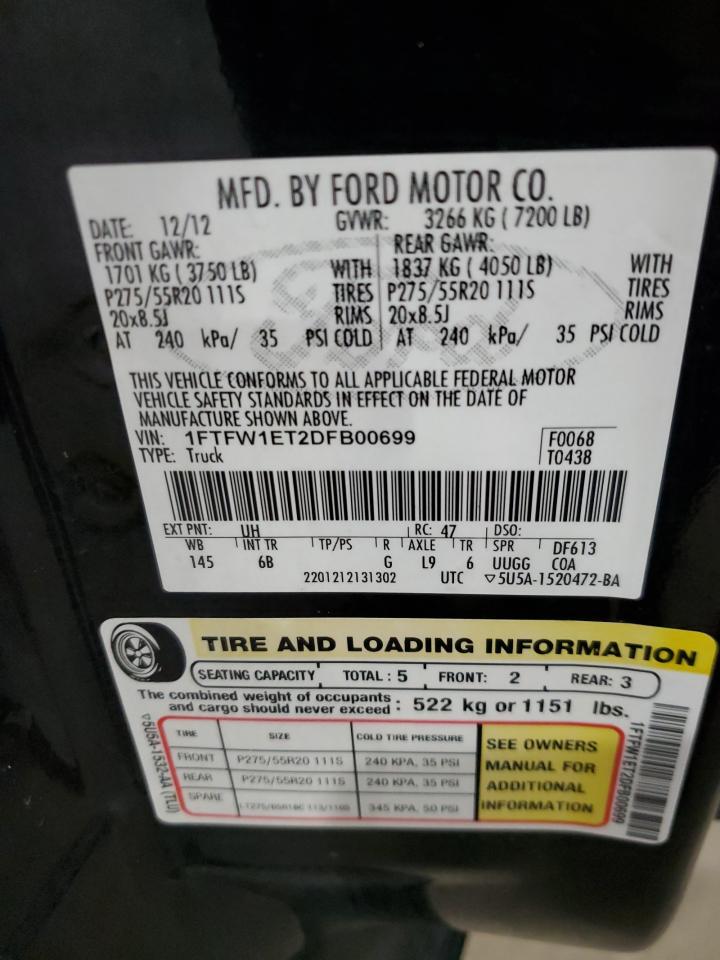 MFD. BY FORD MOTOR CO.
DATE: 12/12 GVWR: 3266 KG ( 7200 LB)
FRONT GAWR: REAR GAWR:
1701 KG ( 3750 LB) WITH 1837 KG ( 4050 LB) WITH
P275/55R20 111S TIRES P275/55R20 111S TIRES
20x8.5J RIMS 20x8.5J RIMS
AT 240 kPa/ 35 PSI COLD AT 240 kPa/ 35 PSI COLD
THIS VEHICLE CONFORMS TO ALL APPLICABLE FEDERAL MOTOR
VEHICLE SAFETY STANDARDS IN EFFECT ON THE DATE OF
MANUFACTURE SHOWN ABOVE.
VIN: 1FTFW1ET2DFB00699 F0068
TYPE: Truck T0438
EXT PNT: UH RC: 47 DSO:
WB INT TR TP/PS R AXLE TR SPR DF613
145 6B G L9 6 UUGG COA
2201212131302 UTC ▽5U5A-1520472-BA
TIRE AND LOADING INFORMATION
SEATING CAPACITY TOTAL : 5 FRONT: 2 REAR: 3
The combined weight of occupants
and cargo should never exceed : 522 kg or 1151 lbs.
TIRE SIZE COLD TIRE PRESSURE
FRONT P275/55R20 111S 240 KPA, 35 PSI
REAR P275/55R20 111S 240 KPA, 35 PSI
SPARE 345 KPA, 50 PSI
SEE OWNERS
MANUAL FOR
ADDITIONAL
INFORMATION
▽5U5A-1532-AA (TLU)